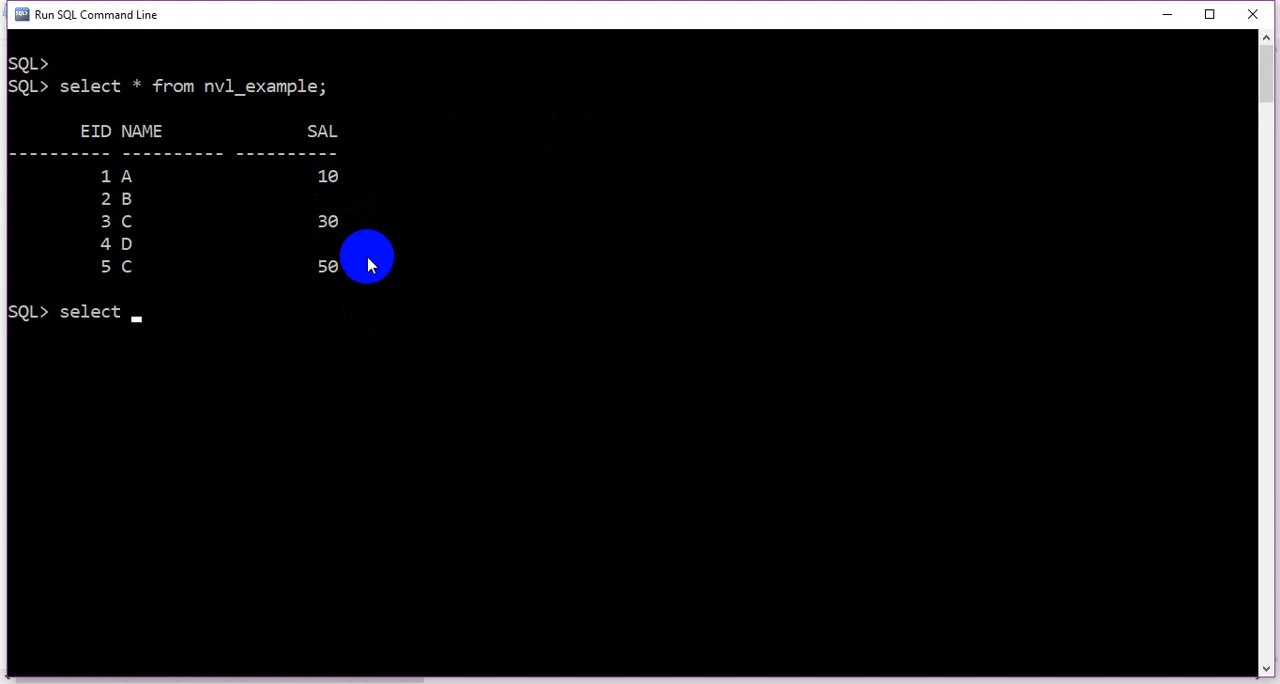 Run SQL Command Line
SQL>
SQL> select * from nvl_example;
       EID NAME              SAL
---------- ---------- ----------
         1 A                  10
         2 B
         3 C                  30
         4 D
         5 C                  50
SQL> select